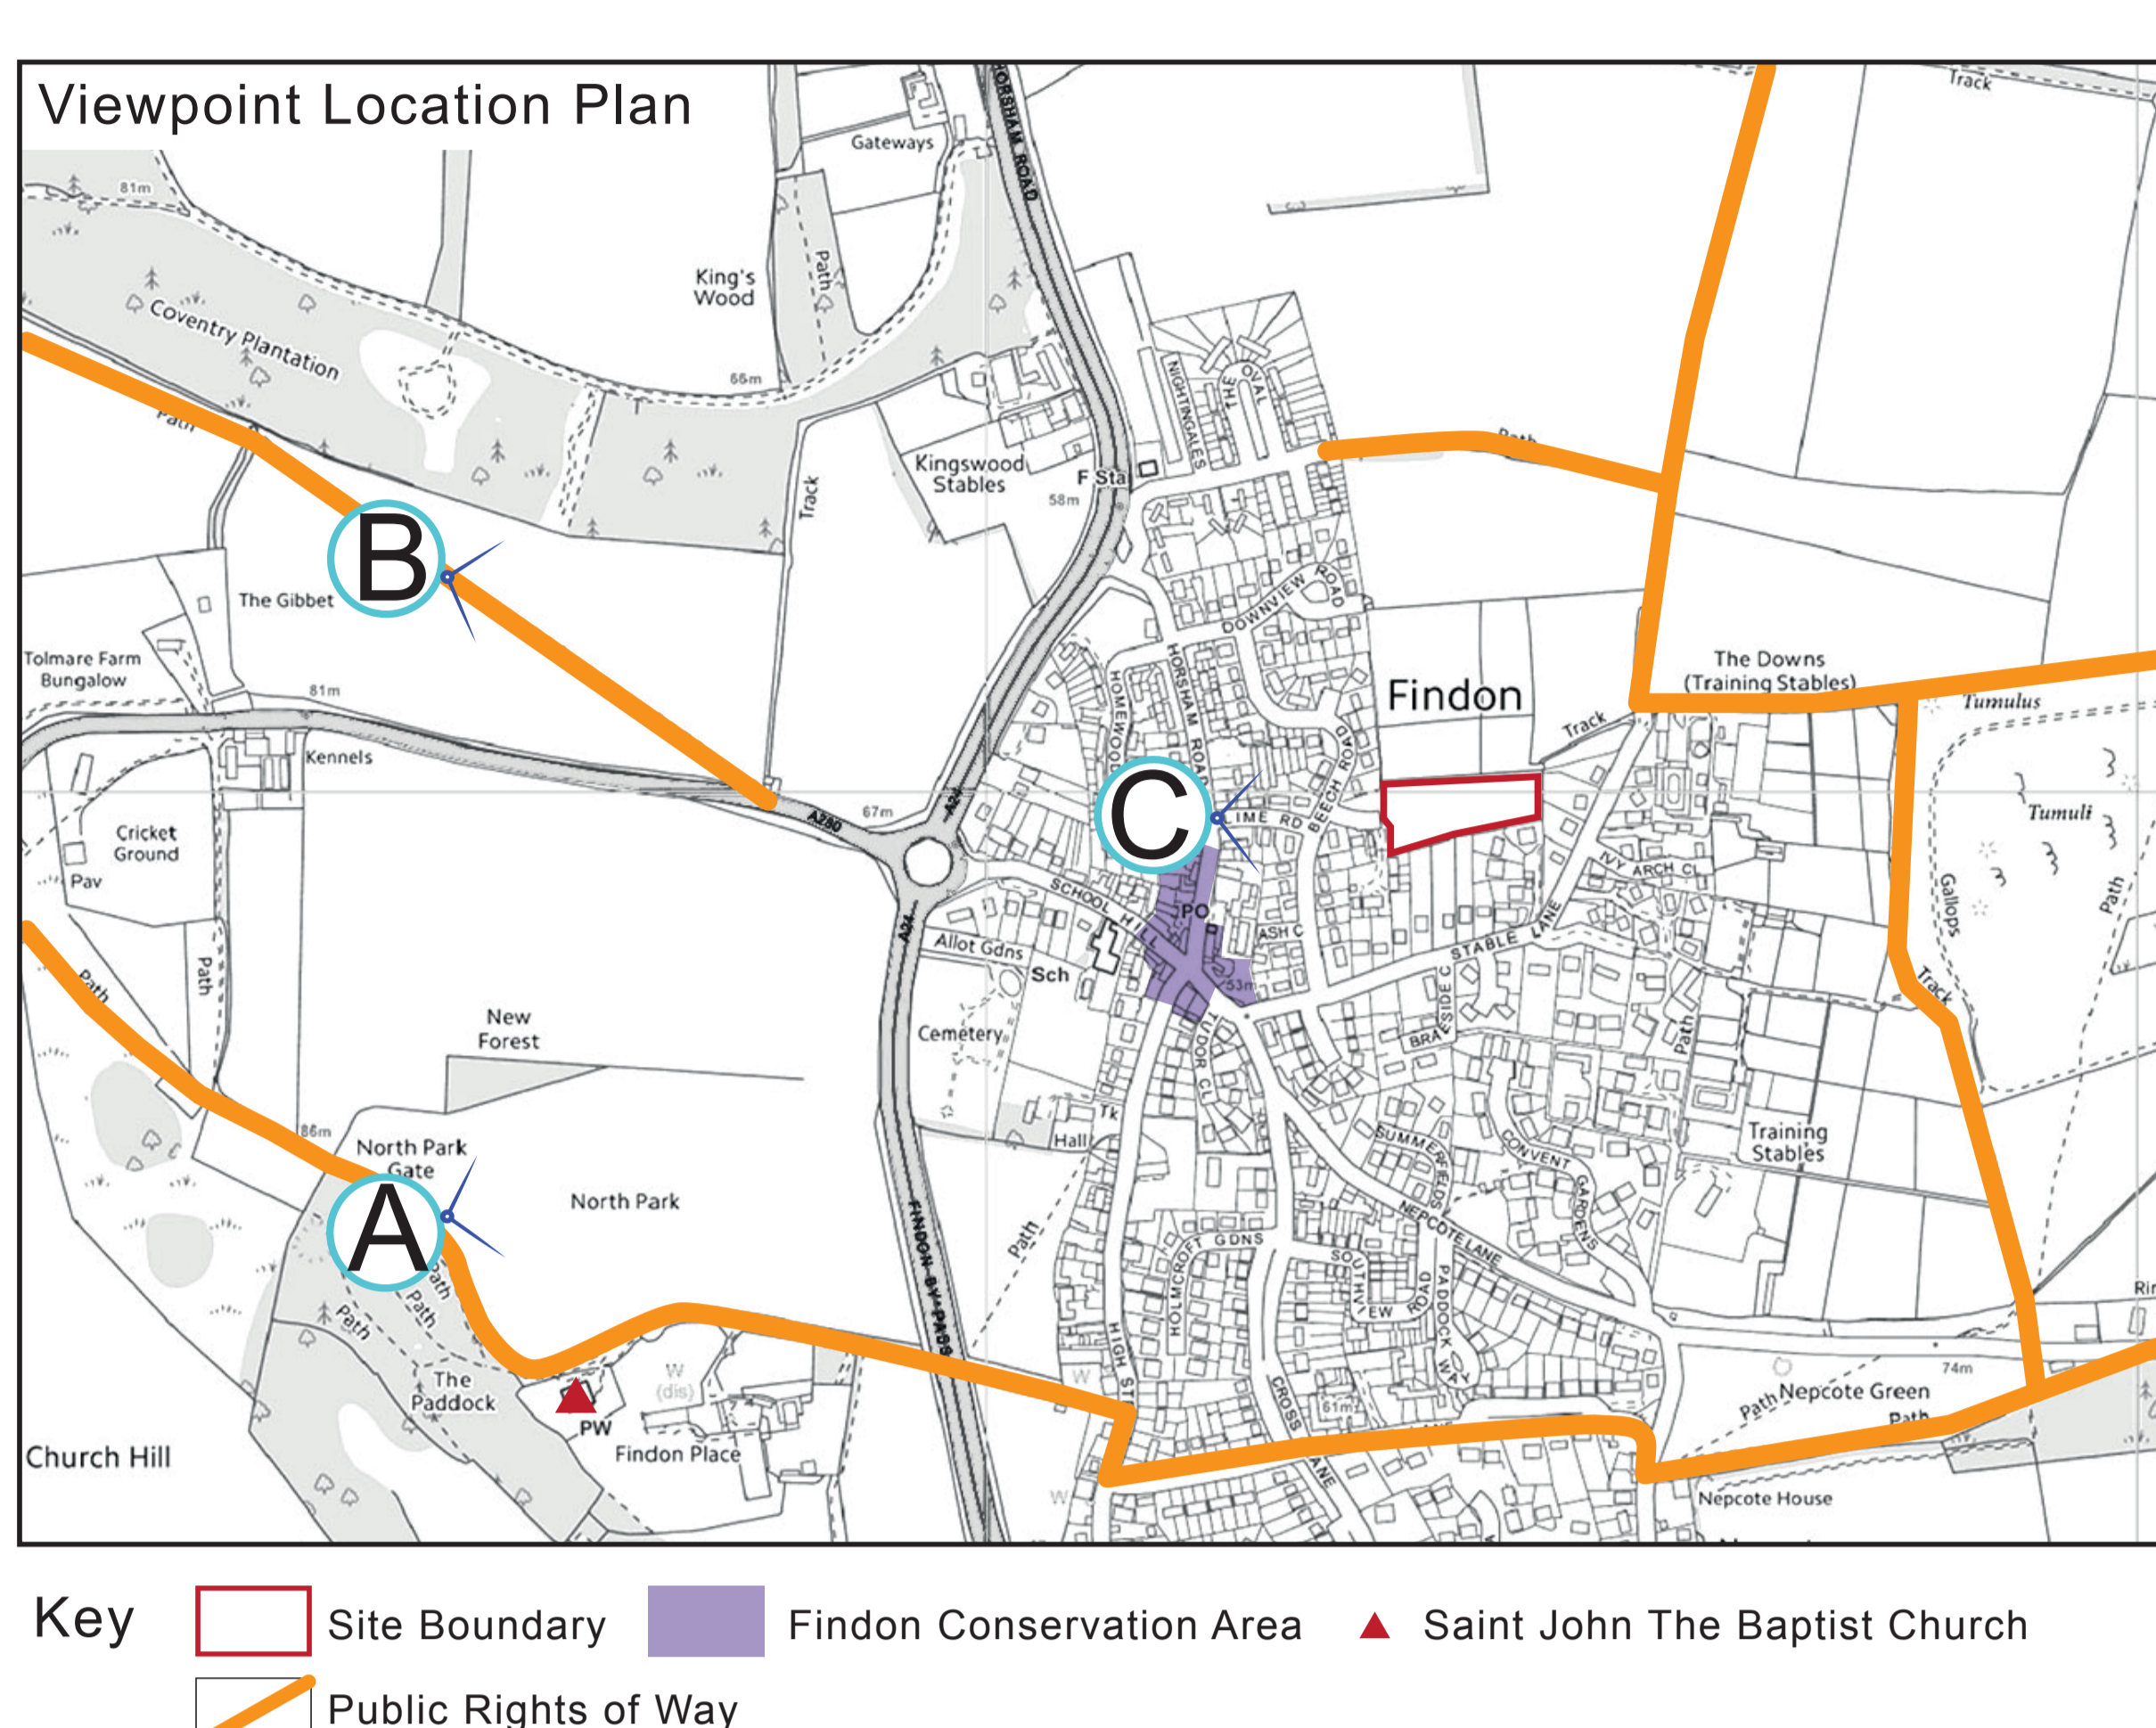 Viewpoint Location Plan
HORSHAM ROAD
Track
Gateways
81m
Path
King's
Wood
Coventry Plantation
66m
NIGHTINGALES
THE OVAL
Path
Path
Kingswood
Stables
F Sta
58m
Track
B
The Gibbet
DOWNVIEW ROAD
Tolmare Farm
Bungalow
81m
HOMEWOOD
HORSHAM ROAD
Findon
The Downs
(Training Stables)
Tumulus
Track
Kennels
BEECH ROAD
A24
A280
67m
C
LIME RD
Tumuli
Cricket
Ground
Pav
IVY ARCH CL
SCHOOL HILL
PO
Gallops
Path
A24
Allot Gdns
ASH C
STABLE LANE
Sch
53m
Path
Path
Track
New
Forest
Cemetery
TUDOR CL
Path
Tk
Hall
86m
North Park
Gate
SUMMERFIELDS
CONVENT GARDENS
Training
Stables
A
North Park
FINDON BY-PASS
Path
HOLMCROFT GDNS
NEPCOTE LANE
SOUTHVIEW ROAD
PADDOCK WAY
Path
Path
Path
HIGH ST
The
Paddock
W
(dis)
W
PW
Findon Place
CROSS LANE
61m
74m
Path
Nepcote Green
Path
Church Hill
W
Nepcote House
Key
Site Boundary
Findon Conservation Area
Saint John The Baptist Church
Public Rights of Way